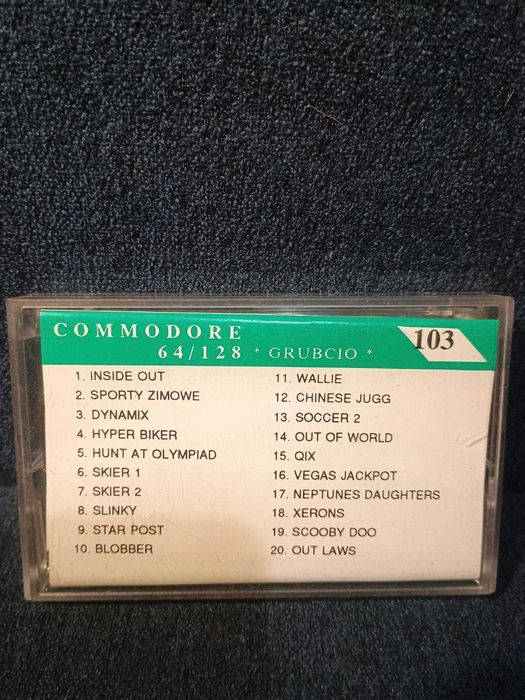 COMMODORE
64/128 * GRUBCIO *
103
1. INSIDE OUT
2. SPORTY ZIMOWE
3. DYNAMIX
4. HYPER BIKER
5. HUNT AT OLYMPIAD
6. SKIER 1
7. SKIER 2
8. SLINKY
9. STAR POST
10. BLOBBER
11. WALLIE
12. CHINESE JUGG
13. SOCCER 2
14. OUT OF WORLD
15. QIX
16. VEGAS JACKPOT
17. NEPTUNES DAUGHTERS
18. XERONS
19. SCOOBY DOO
20. OUT LAWS